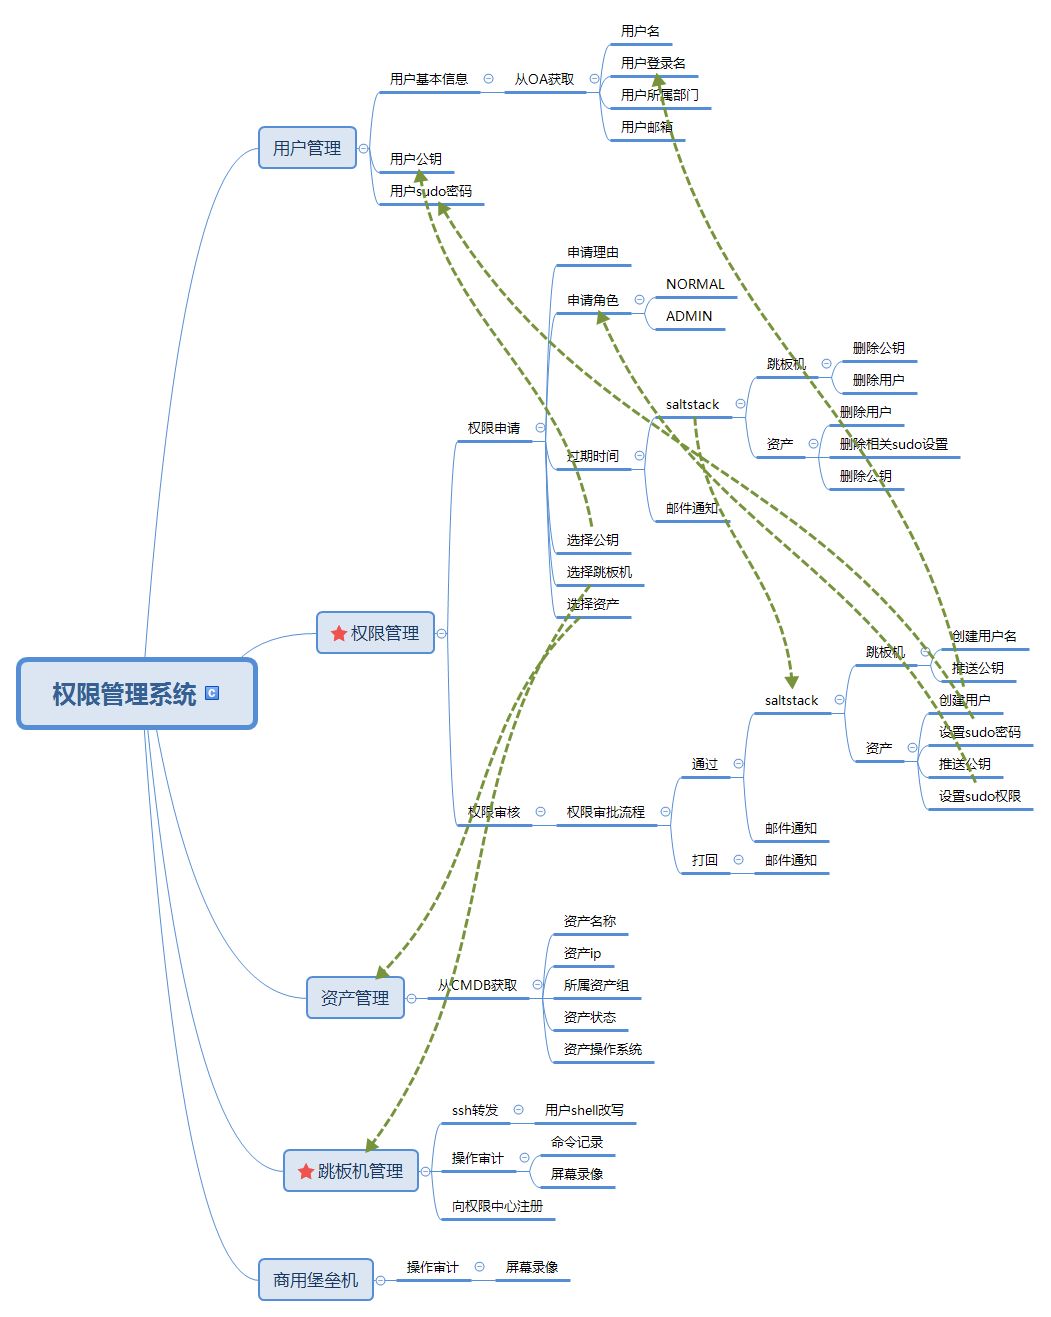 权限管理系统
用户管理
用户基本信息
从OA获取
用户名
用户登录名
用户所属部门
用户邮箱
用户公钥
用户sudo密码
权限管理
权限申请
申请理由
申请角色
NORMAL
ADMIN
过期时间
saltstack
跳板机
删除公钥
删除用户
资产
删除用户
删除相关sudo设置
删除公钥
邮件通知
选择公钥
选择跳板机
选择资产
权限审核
权限审批流程
通过
saltstack
跳板机
创建用户名
推送公钥
资产
创建用户
设置sudo密码
推送公钥
设置sudo权限
邮件通知
打回
邮件通知
资产管理
从CMDB获取
资产名称
资产ip
所属资产组
资产状态
资产操作系统
跳板机管理
ssh转发
用户shell改写
操作审计
命令记录
屏幕录像
向权限中心注册
商用堡垒机
操作审计
屏幕录像